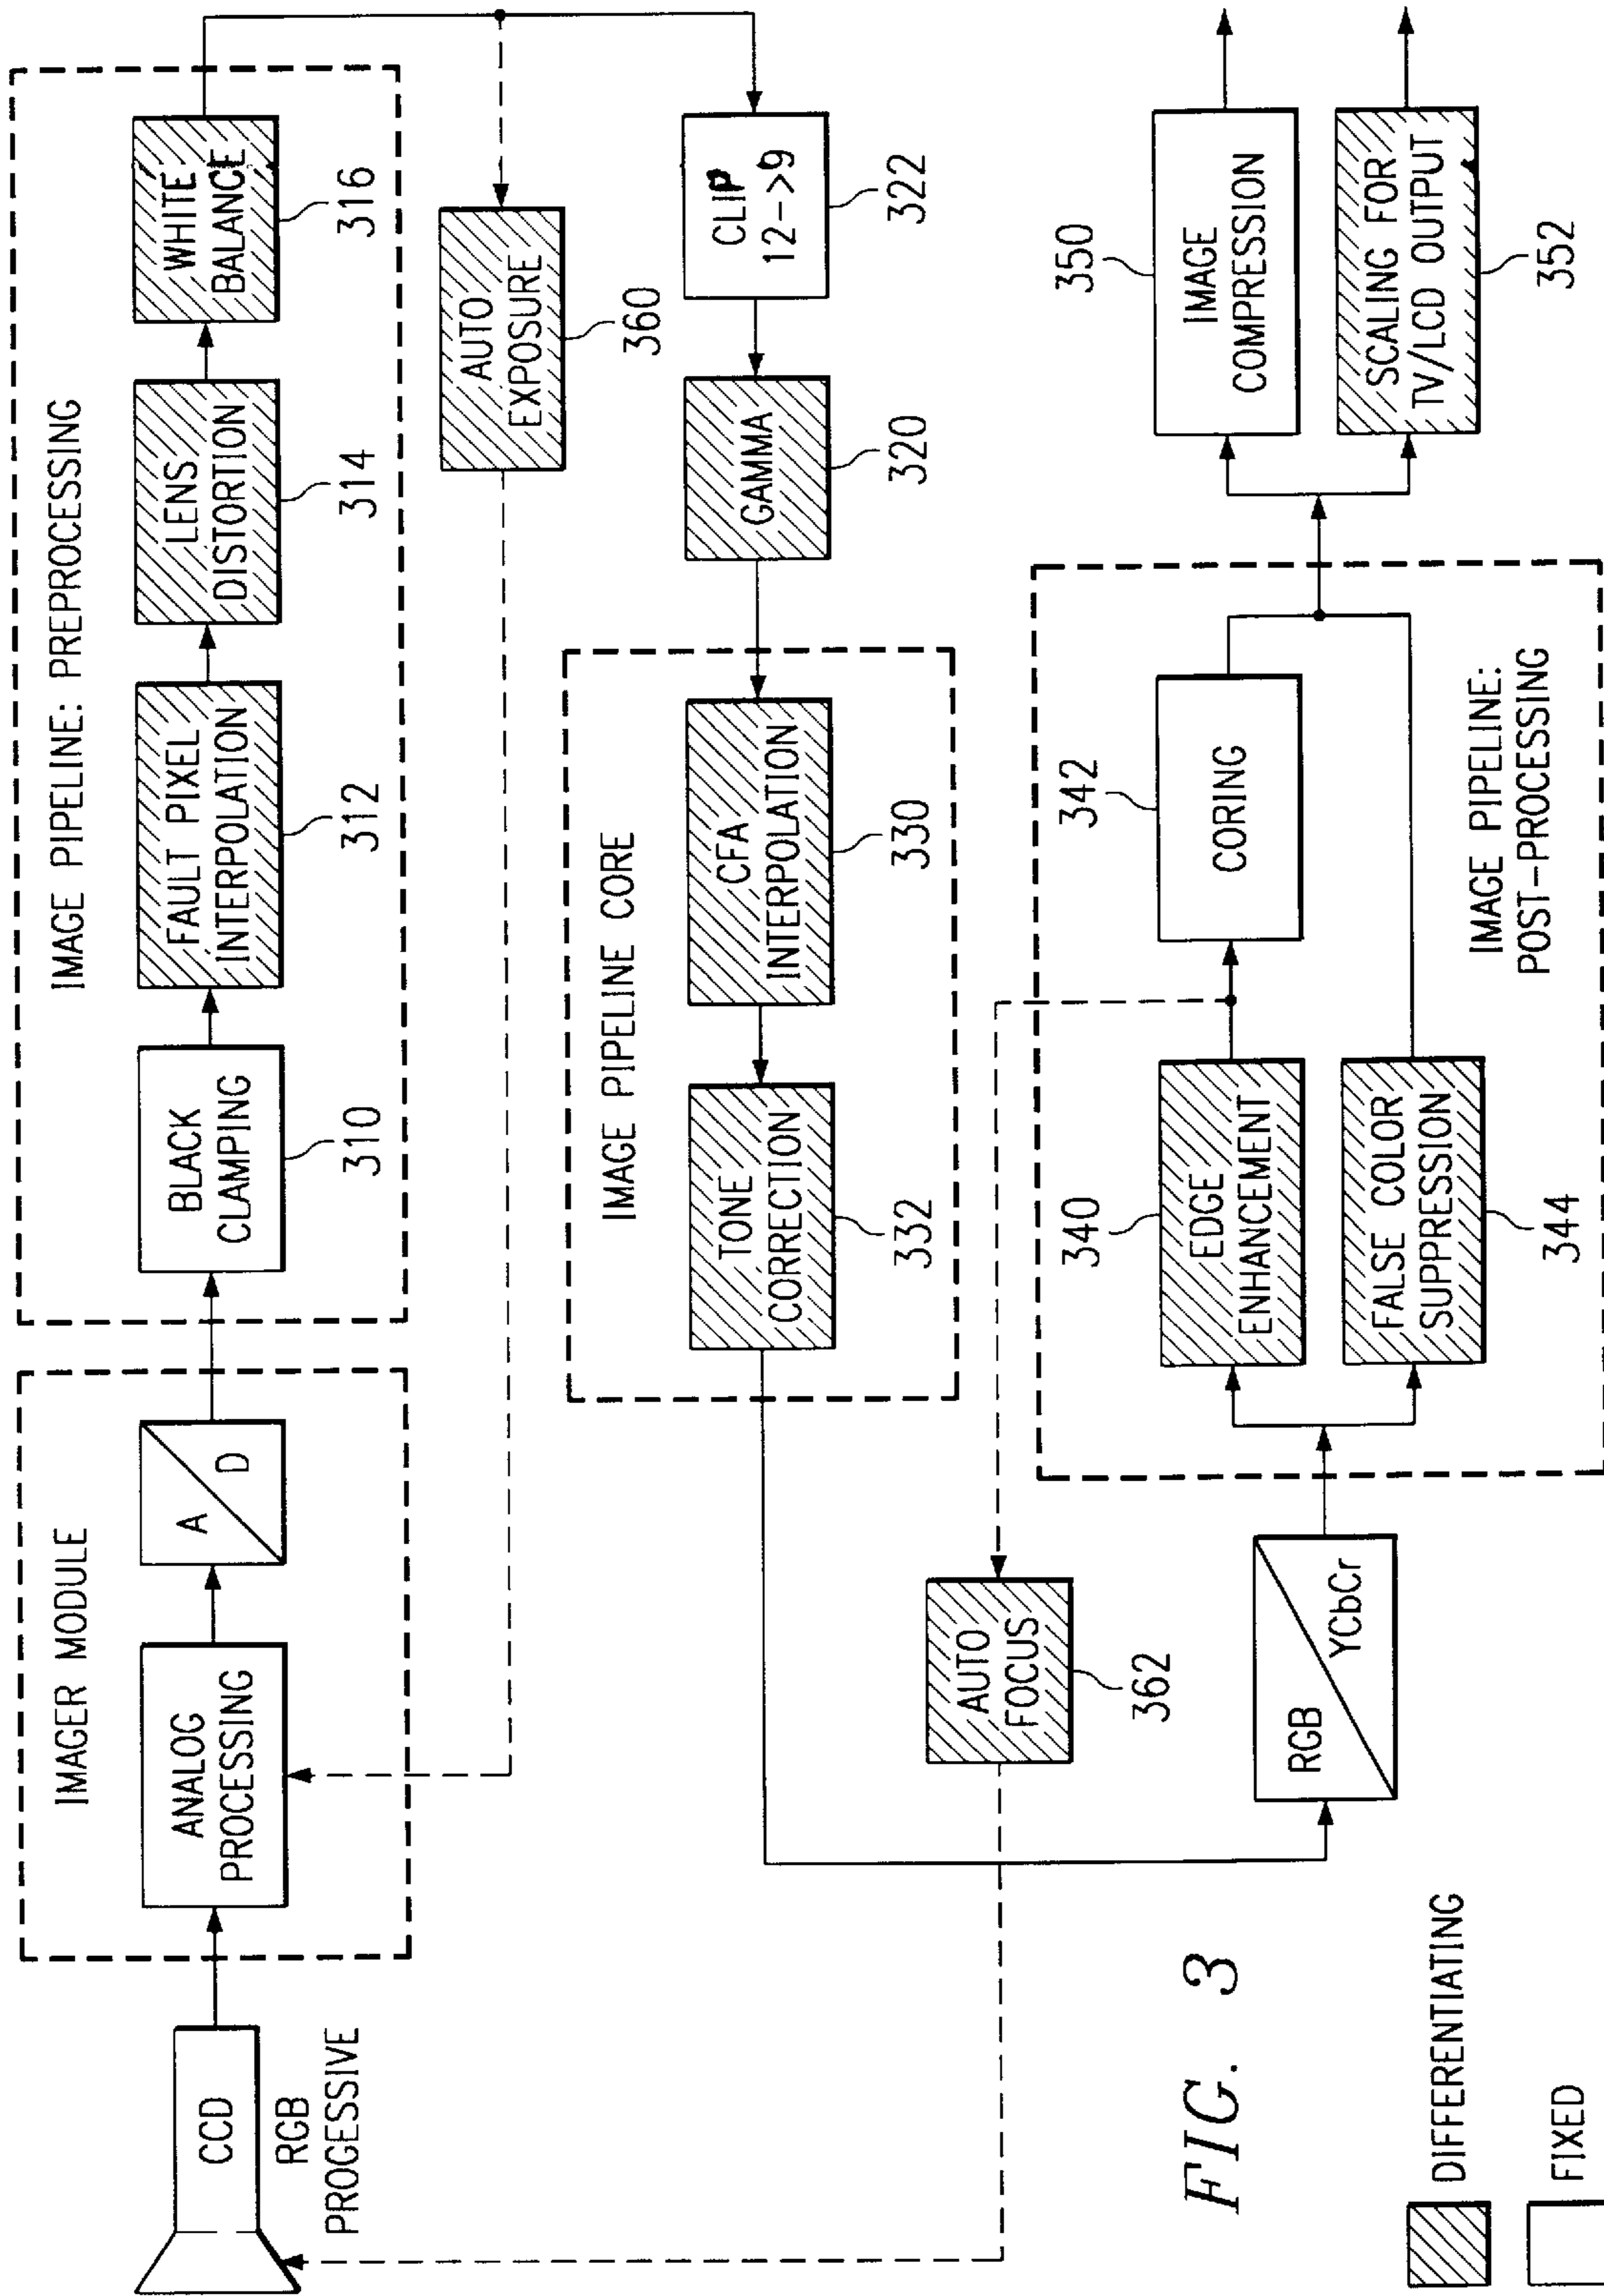 IMAGER MODULE
IMAGE PIPELINE: PREPROCESSING
CCD
RGB
PROGESSIVE
ANALOG
PROCESSING
A
D
BLACK
CLAMPING
310
FAULT PIXEL
INTERPOLATION
312
LENS
DISTORTION
314
WHITE
BALANCE
316
AUTO
EXPOSURE
360
IMAGE PIPELINE CORE
TONE
CORRECTION
332
CFA
INTERPOLATION
330
GAMMA
320
CLIP
12->9
322
AUTO
FOCUS
362
RGB
YCbCr
340
EDGE
ENHANCEMENT
FALSE COLOR
SUPPRESSION
344
342
CORING
IMAGE PIPELINE:
POST-PROCESSING
350
IMAGE
COMPRESSION
SCALING FOR
TV/LCD OUTPUT
352
FIG. 3
DIFFERENTIATING
FIXED